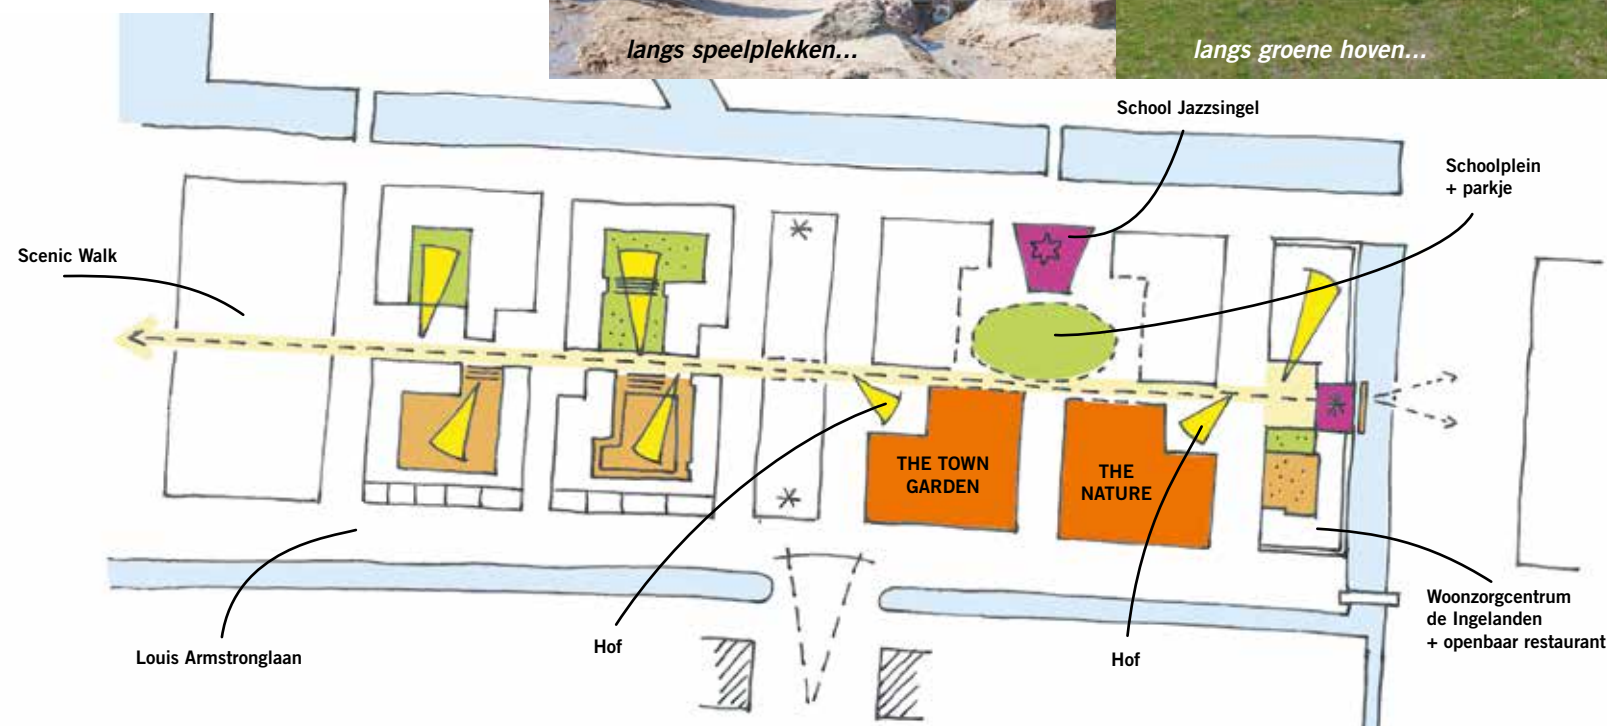 langs speelplekken...
langs groene hoven...
School Jazzsingel
Schoolplein
+ parkje
Scenic Walk
THE TOWN
GARDEN
THE
NATURE
Woonzorgcentrum
de Ingelanden
+ openbaar restaurant
Hof
Hof
Louis Armstronglaan